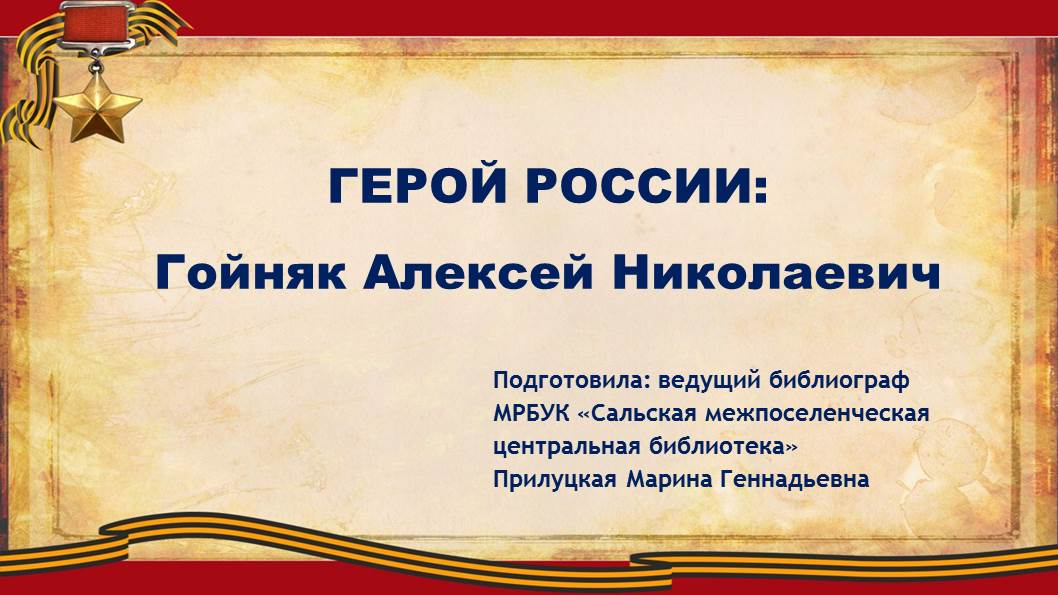 ГЕРОЙ РОССИИ:
Гойняк Алексей Николаевич
Подготовила: ведущий библиограф
МРБУК «Сальская межпоселенческая
центральная библиотека»
Прилуцкая Марина Геннадьевна